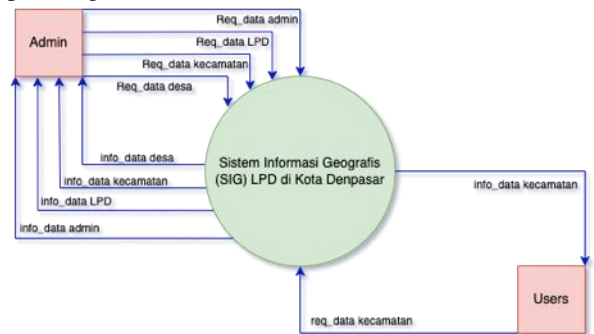 Req_data admin
Admin
Req_data LPD
Req_data kecamatan
Req_data desa
info_data desa
Sistem Informasi Geografis
(SIG) LPD di Kota Denpasar
info_data kecamatan
info_data kecamatan
info_data LPD
info_data admin
Users
req_data kecamatan